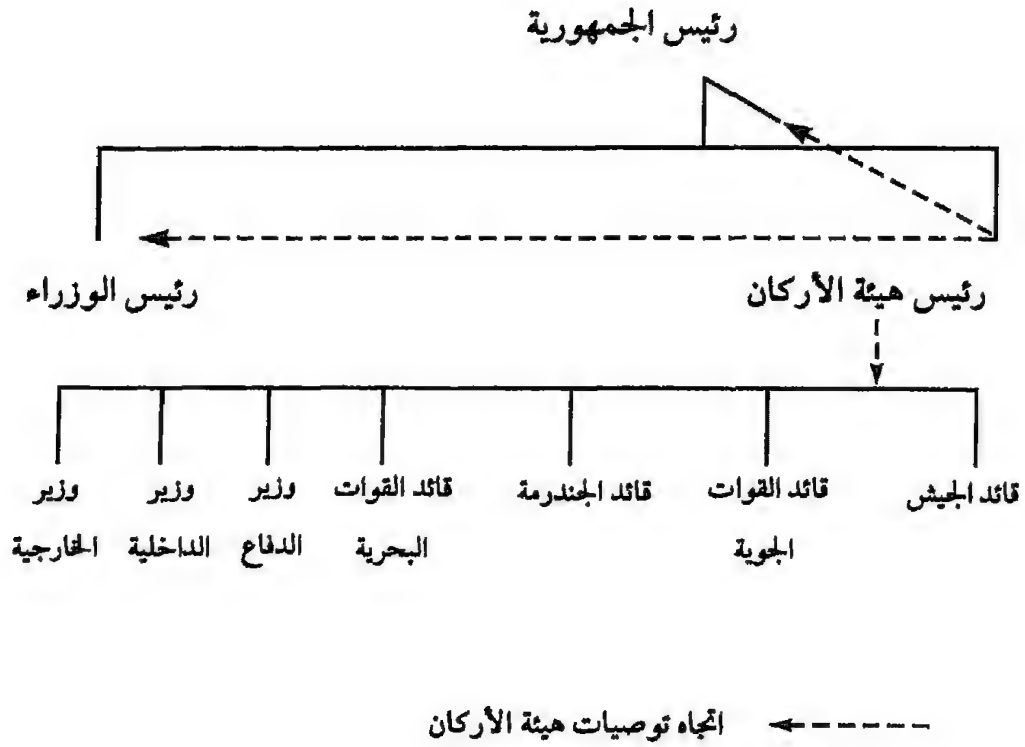 رئيس الجمهورية
رئيس هيئة الأركان
رئيس الوزراء
قائد الجيش
قائد القوات
الجوية
قائد الجندرمة
قائد القوات
البحرية
وزير
الدفاع
وزير
الداخلية
وزير
الخارجية
اتجاه توصيات هيئة الأركان